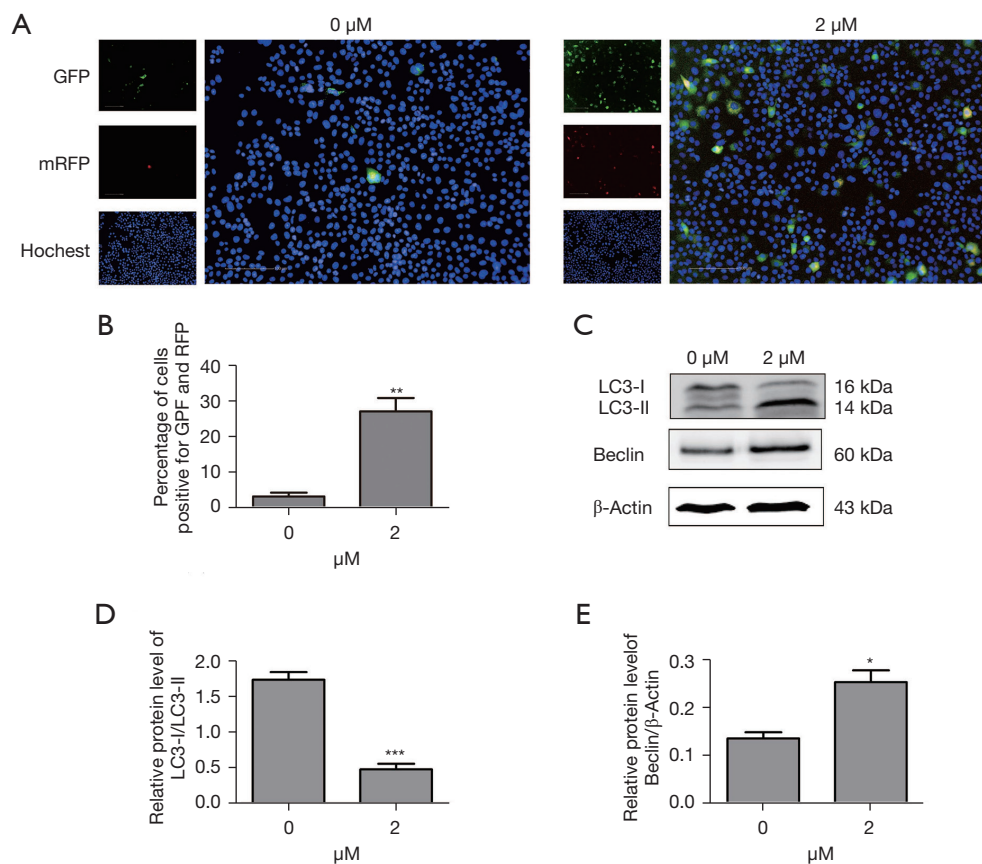 A
0 µM
2 µM
GFP
mRFP
Hochest
B
Percentage of cells
positive for GPF and RFP
40
30
20
10
0
**
0
2
µM
C
0 µM
2 µM
LC3-I
16 kDa
LC3-II
14 kDa
Beclin
60 kDa
β-Actin
43 kDa
D
Relative protein level of
LC3-I/LC3-II
2.0
1.5
1.0
0.5
0.0
***
0
2
µM
E
Relative protein levelof
Beclin/β-Actin
0.3
0.2
0.1
0.0
*
0
2
µM